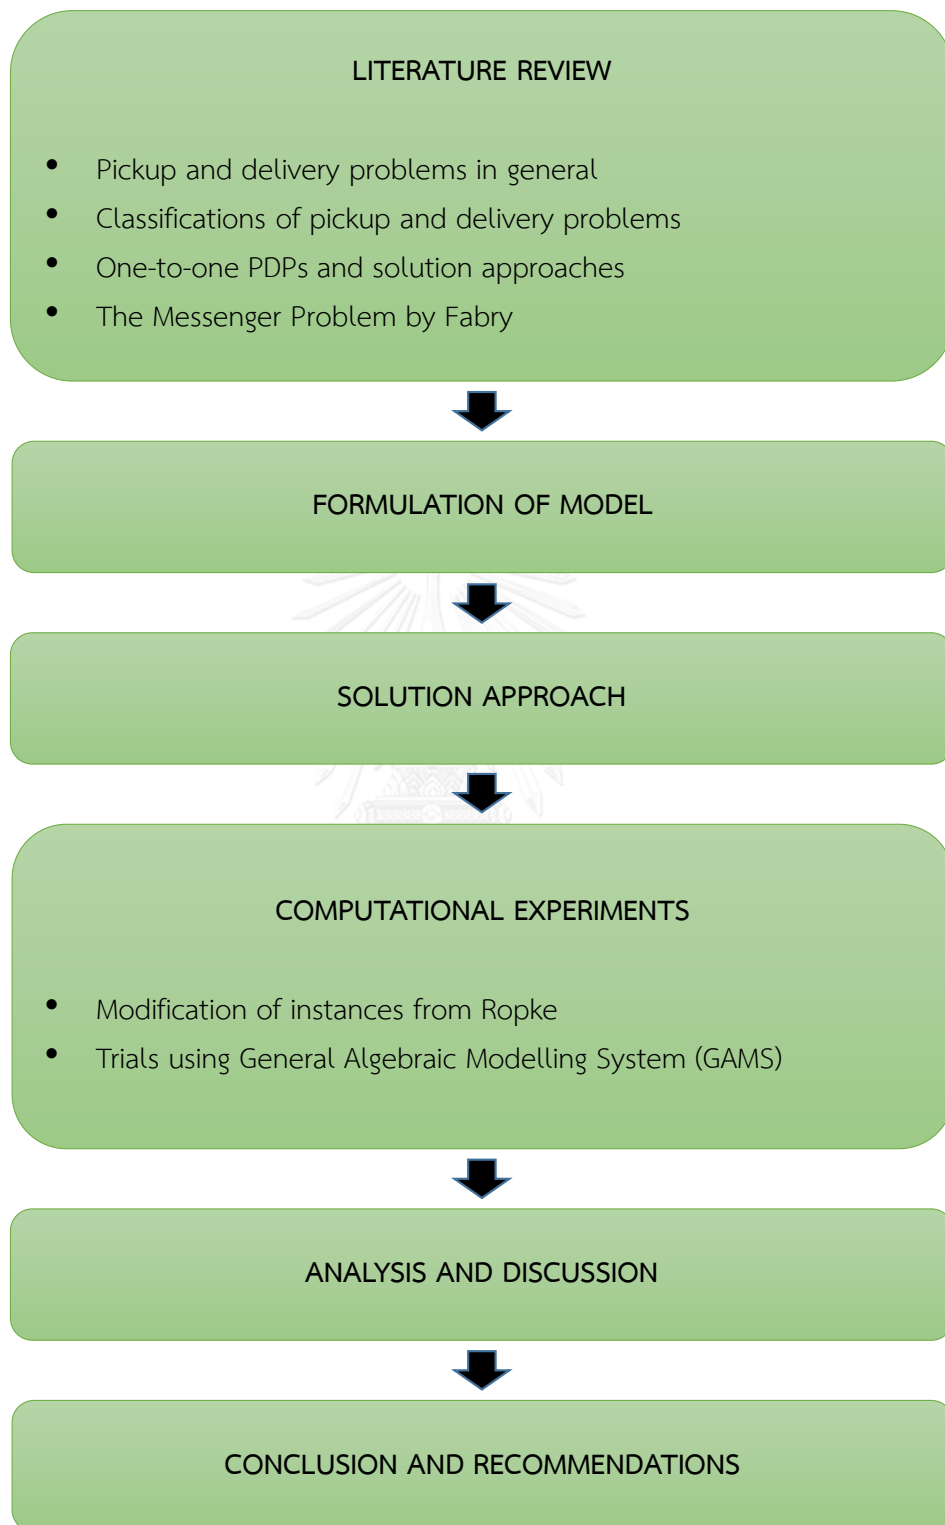 LITERATURE REVIEW
• Pickup and delivery problems in general
• Classifications of pickup and delivery problems
• One-to-one PDPs and solution approaches
• The Messenger Problem by Fabry
FORMULATION OF MODEL
SOLUTION APPROACH
COMPUTATIONAL EXPERIMENTS
• Modification of instances from Ropke
• Trials using General Algebraic Modelling System (GAMS)
ANALYSIS AND DISCUSSION
CONCLUSION AND RECOMMENDATIONS